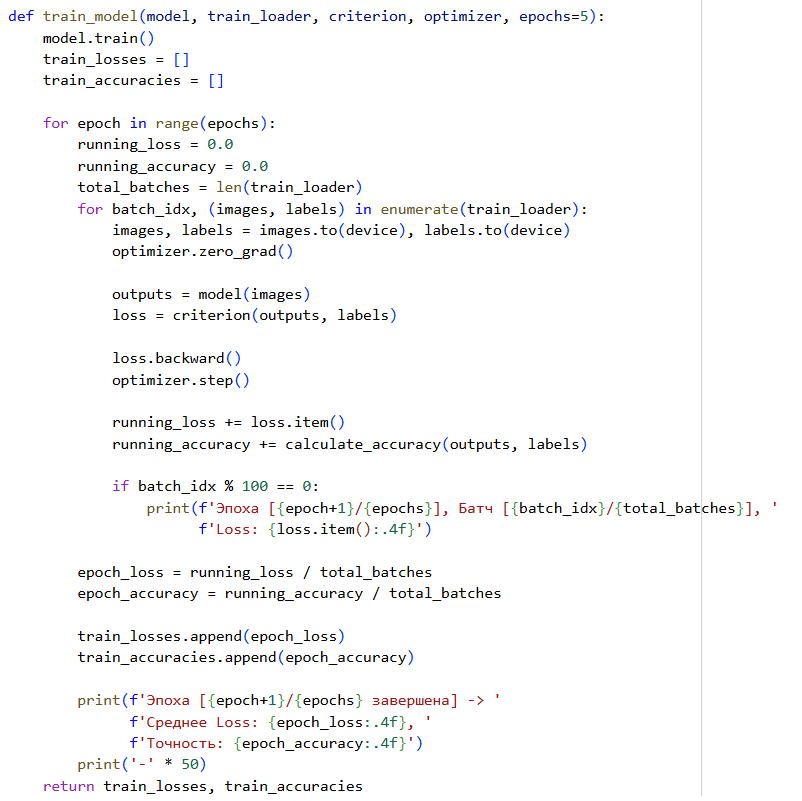 def train_model(model, train_loader, criterion, optimizer, epochs=5):
    model.train()
    train_losses = []
    train_accuracies = []

    for epoch in range(epochs):
        running_loss = 0.0
        running_accuracy = 0.0
        total_batches = len(train_loader)
        for batch_idx, (images, labels) in enumerate(train_loader):
            images, labels = images.to(device), labels.to(device)
            optimizer.zero_grad()

            outputs = model(images)
            loss = criterion(outputs, labels)

            loss.backward()
            optimizer.step()

            running_loss += loss.item()
            running_accuracy += calculate_accuracy(outputs, labels)

            if batch_idx % 100 == 0:
                print(f'Эпоха [{epoch+1}/{epochs}], Батч [{batch_idx}/{total_batches}], '
                      f'Loss: {loss.item():.4f}')

        epoch_loss = running_loss / total_batches
        epoch_accuracy = running_accuracy / total_batches

        train_losses.append(epoch_loss)
        train_accuracies.append(epoch_accuracy)

        print(f'Эпоха [{epoch+1}/{epochs} завершена] -> '
              f'Среднее Loss: {epoch_loss:.4f}, '
              f'Точность: {epoch_accuracy:.4f}')
        print('-' * 50)
    return train_losses, train_accuracies